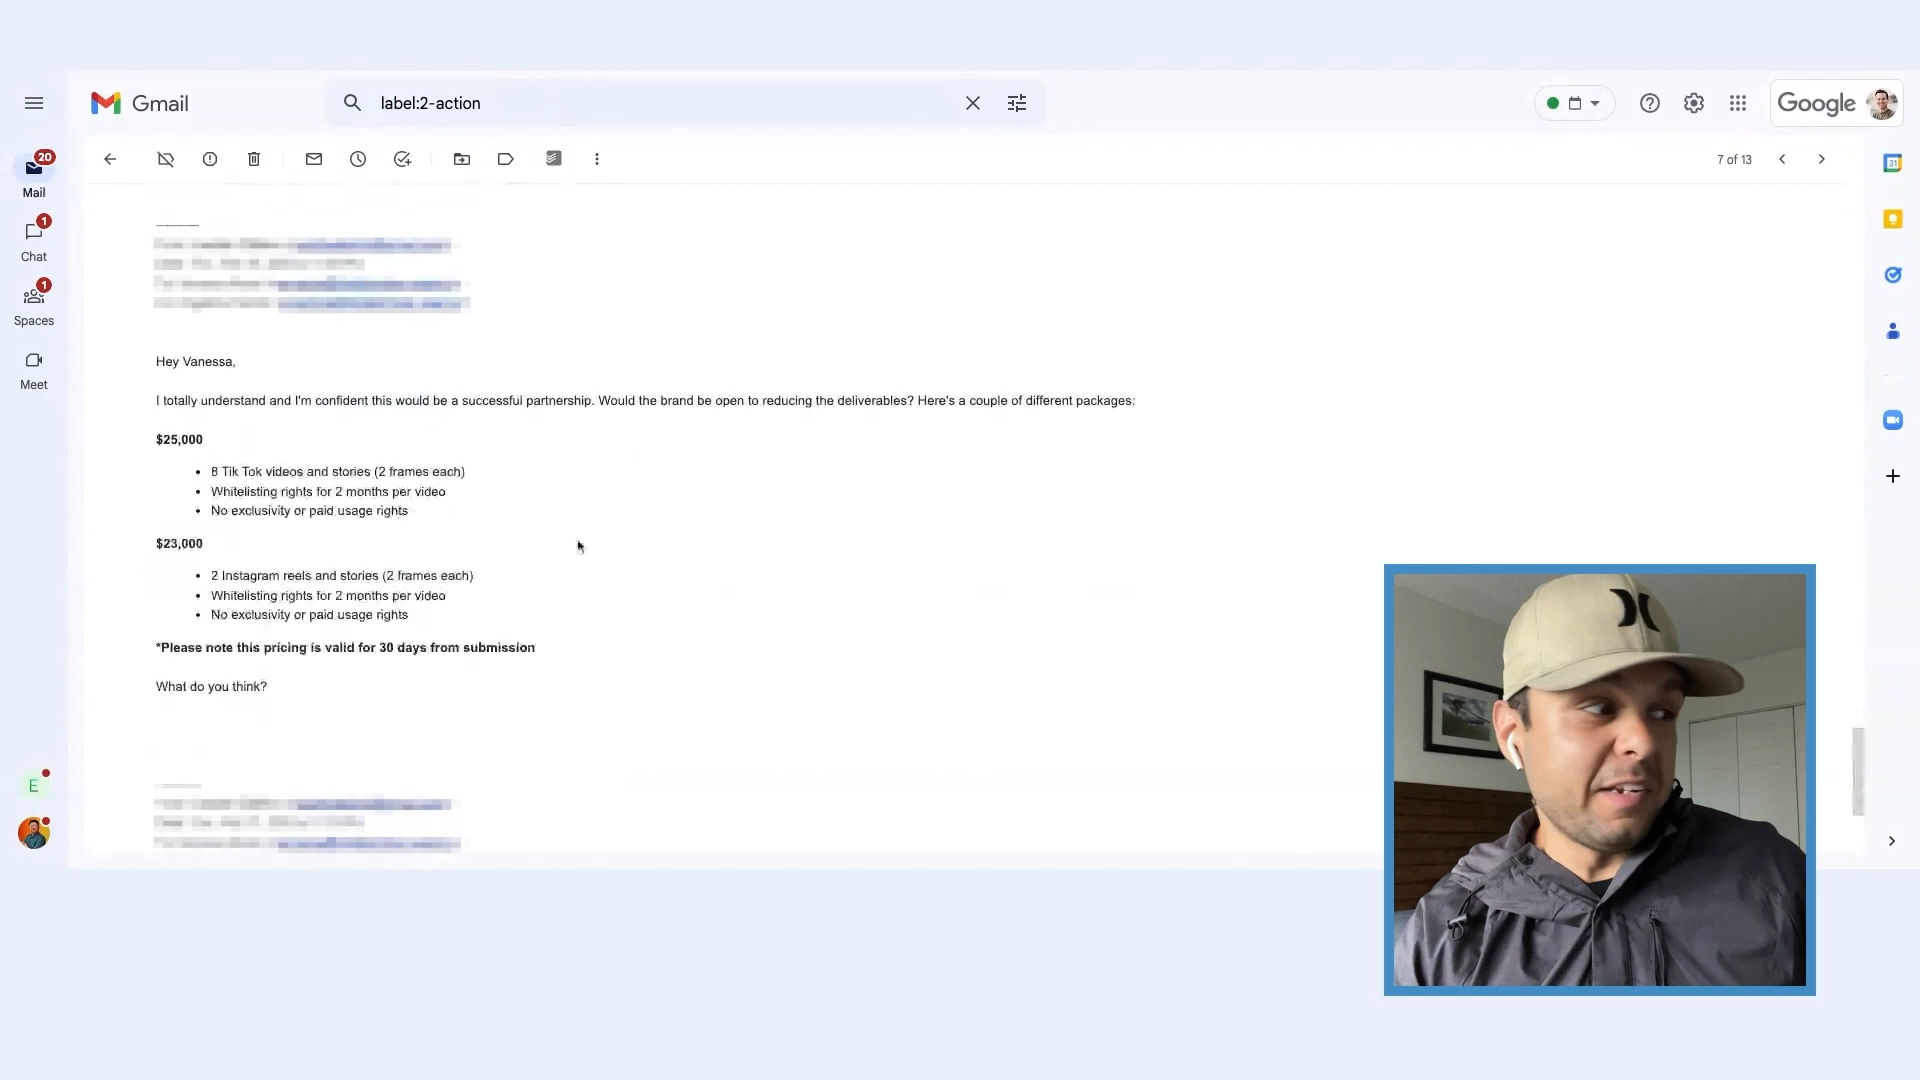 Gmail
label:2-action
Google
20
Mail
7 of 13
31
1
Chat
1
Spaces
Meet
Hey Vanessa,
I totally understand and I'm confident this would be a successful partnership. Would the brand be open to reducing the deliverables? Here's a couple of different packages:
$25,000
• 8 Tik Tok videos and stories (2 frames each)
• Whitelisting rights for 2 months per video
• No exclusivity or paid usage rights
$23,000
• 2 Instagram reels and stories (2 frames each)
• Whitelisting rights for 2 months per video
• No exclusivity or paid usage rights
*Please note this pricing is valid for 30 days from submission
What do you think?
E